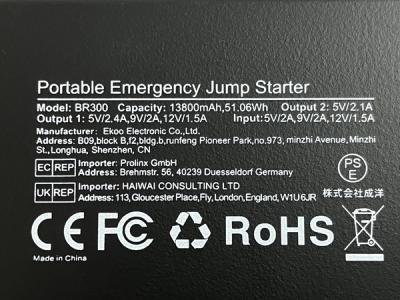 Portable Emergency Jump Starter
Model: BR300 Capacity: 13800mAh,51.06Wh Output 2: 5V/2.1A
Output 1: 5V/2.4A,9V/2A,12V/1.5A Input:5V/2A,9V/2A,12V/1.5A
Manufacturer: Ekoo Electronic Co.,Ltd.
Address: B09,block B,f2,bldg.b,runfeng Pioneer Park,no.973, minzhi Avenue,Minzhi
St.,Longhua, Shenzhen, CN
EC REP Importer: Prolinx GmbH
Address: Brehmstr. 56, 40239 Duesseldorf Germany
PSE
UK REP Importer: HAIWAI CONSULTING LTD
Address: 113,Gloucester Place,Fly,London,England, W1U6JR
株式会社成洋
CE FC RoHS
Made in China